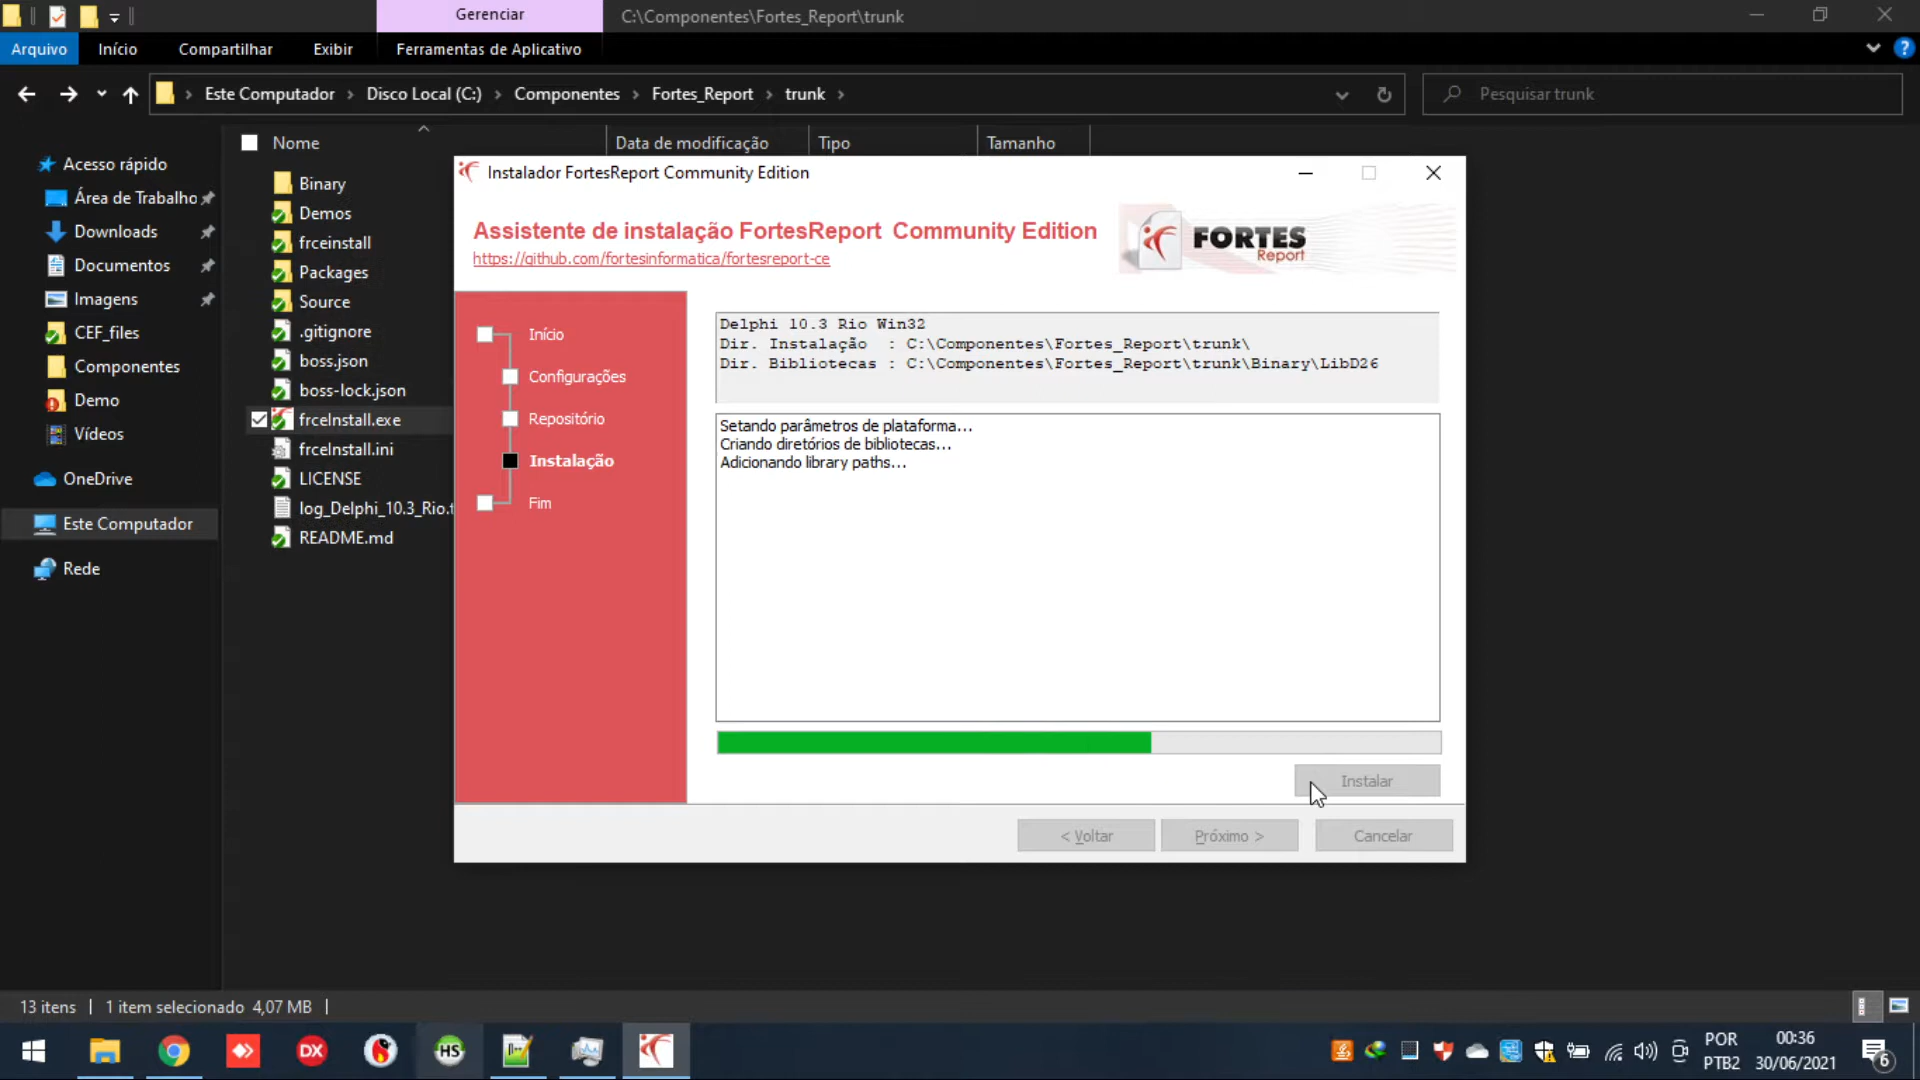 Gerenciar
C:\Componentes\Fortes_Report\trunk
Arquivo
Início
Compartilhar
Exibir
Ferramentas de Aplicativo
Este Computador
Disco Local (C:)
Componentes
Fortes_Report
trunk
Pesquisar trunk
Nome
Data de modificação
Tipo
Tamanho
Acesso rápido
Área de Trabalho
Downloads
Documentos
Imagens
CEF_files
Componentes
Demo
Vídeos
OneDrive
Este Computador
Rede
Binary
Demos
frceinstall
Packages
Source
.gitignore
boss.json
boss-lock.json
frceInstall.exe
frceInstall.ini
LICENSE
log_Delphi_10.3_Rio.t
README.md
Instalador FortesReport Community Edition
Assistente de instalação FortesReport Community Edition
https://github.com/fortesinformatica/fortesreport-ce
FORTES
Report
Início
Configurações
Repositório
Instalação
Fim
Delphi 10.3 Rio Win32
Dir. Instalação : C:\Componentes\Fortes_Report\trunk\
Dir. Bibliotecas : C:\Componentes\Fortes_Report\trunk\Binary\LibD26
Setando parâmetros de plataforma...
Criando diretórios de bibliotecas...
Adicionando library paths...
Instalar
< Voltar
Próximo >
Cancelar
13 itens
1 item selecionado 4,07 MB
DX
HS
POR
PTB2
00:36
30/06/2021
6